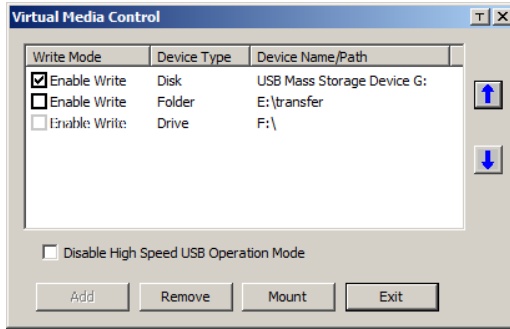 Virtual Media Control
Write Mode Device Type Device Name/Path
Enable Write Disk USB Mass Storage Device G:
Enable Write Folder E:\transfer
Enable Write Drive F:\
Disable High Speed USB Operation Mode
Add Remove Mount Exit